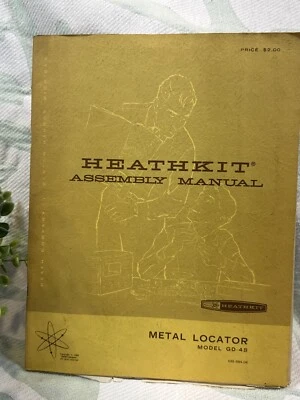 PRICE $2.00
HEATHKIT®
ASSEMBLY MANUAL
HEATHKIT
METAL LOCATOR
MODEL GD-48